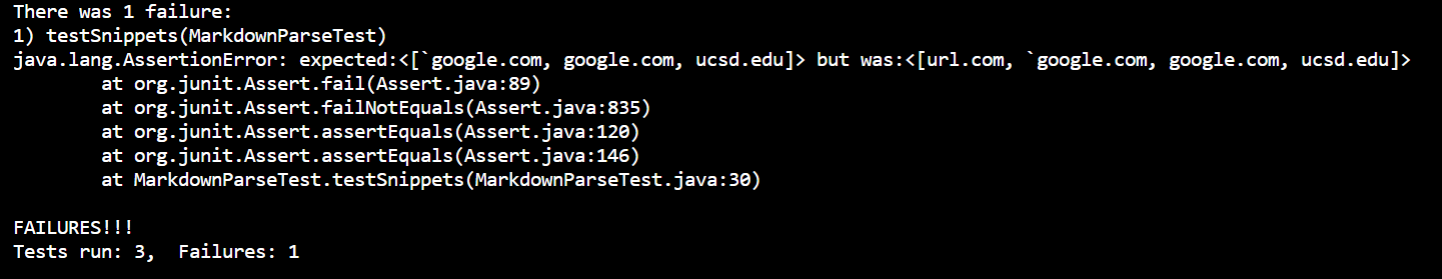 There was 1 failure:
1) testSnippets(MarkdownParseTest)
java.lang.AssertionError: expected:<[`google.com, google.com, ucsd.edu]> but was:<[url.com, `google.com, google.com, ucsd.edu]>
        at org.junit.Assert.fail(Assert.java:89)
        at org.junit.Assert.failNotEquals(Assert.java:835)
        at org.junit.Assert.assertEquals(Assert.java:120)
        at org.junit.Assert.assertEquals(Assert.java:146)
        at MarkdownParseTest.testSnippets(MarkdownParseTest.java:30)

FAILURES!!!
Tests run: 3,  Failures: 1